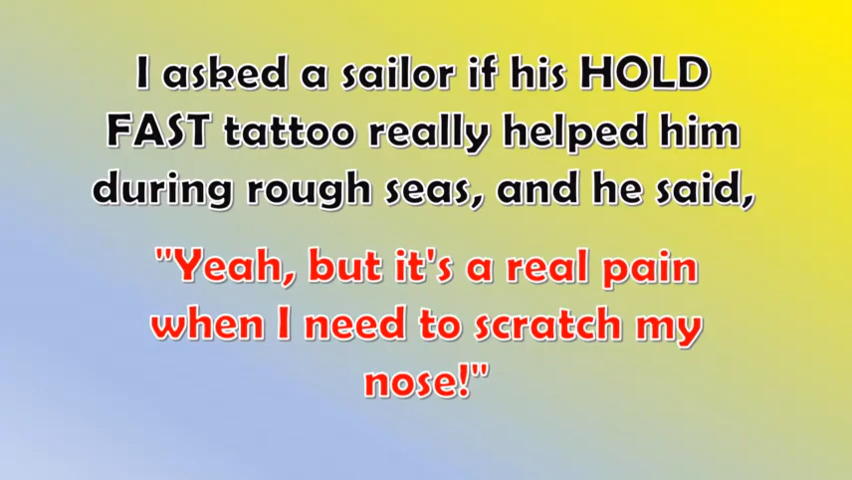 I asked a sailor if his HOLD
FAST tattoo really helped him
during rough seas, and he said,
"Yeah, but it's a real pain
when I need to scratch my
nose!"